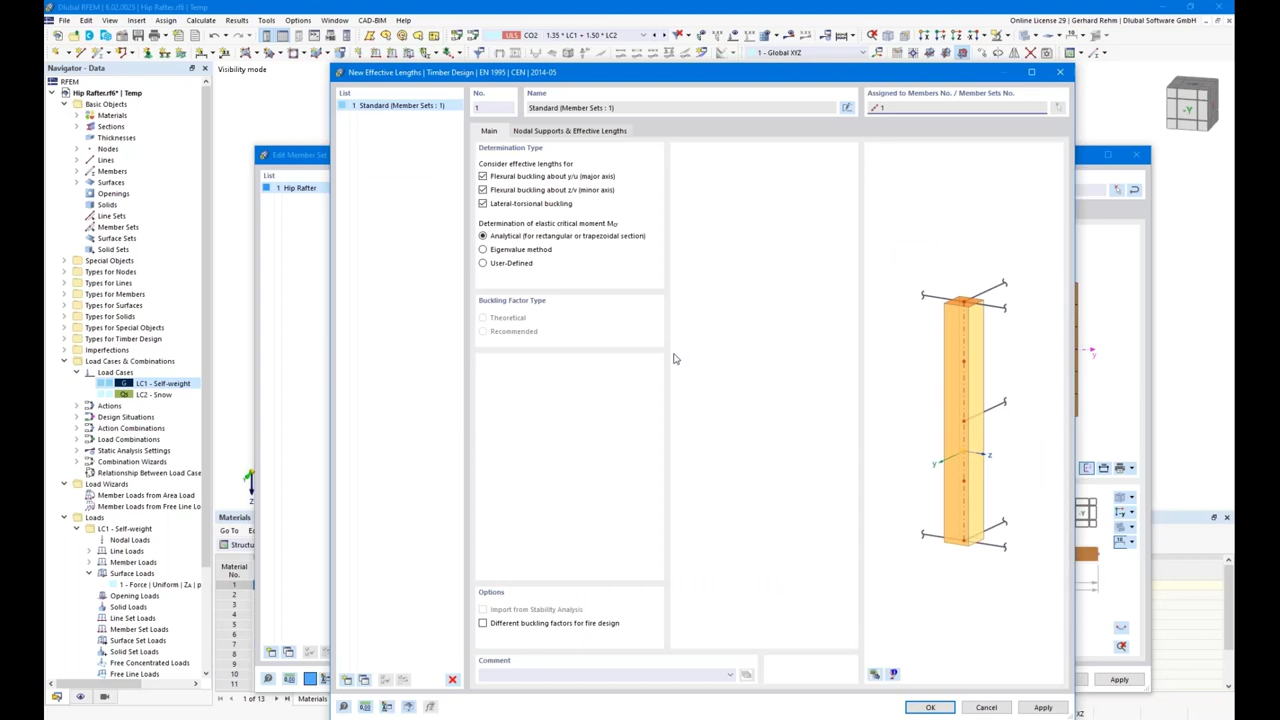 Dlubal RFEM | 6.02.0023 | Hip Rafter.rf6* | Temp
File Edit View Insert Assign Calculate Results Tools Options Window CAD-BIM Help
Online License 29 | Gerhard Rehm | Dlubal Software GmbH
ULS CO2 1.35 * LC1 + 1.50 * LC2
1 - Global XYZ
Navigator - Data
RFEM
Hip Rafter.rf6* | Temp
Basic Objects
Materials
Sections
Thicknesses
Nodes
Lines
Members
Surfaces
Openings
Solids
Line Sets
Member Sets
Surface Sets
Solid Sets
Special Objects
Types for Nodes
Types for Lines
Types for Members
Types for Surfaces
Types for Solids
Types for Special Objects
Types for Timber Design
Imperfections
Load Cases & Combinations
Load Cases
G LC1 - Self-weight
Qs LC2 - Snow
Actions
Design Situations
Action Combinations
Load Combinations
Static Analysis Settings
Combination Wizards
Relationship Between Load Case
Load Wizards
Member Loads from Area Load
Member Loads from Free Line Lo
Loads
LC1 - Self-weight
Nodal Loads
Line Loads
Member Loads
Surface Loads
1 - Force | Uniform | ZA | p
Opening Loads
Solid Loads
Line Set Loads
Member Set Loads
Surface Set Loads
Solid Set Loads
Free Concentrated Loads
Free Line Loads
Visibility mode
Z
Materials
Go To
Structu
Material
No.
1
2
3
4
5
6
7
8
9
10
11
1 of 13
Materials
Edit Member Set
List
1 Hip Rafter
New Effective Lengths | Timber Design | EN 1995 | CEN | 2014-05
List
1 Standard (Member Sets : 1)
No.
1
Name
Standard (Member Sets : 1)
Assigned to Members No. / Member Sets No.
1
Main Nodal Supports & Effective Lengths
Determination Type
Consider effective lengths for
Flexural buckling about y/u (major axis)
Flexural buckling about z/v (minor axis)
Lateral-torsional buckling
Determination of elastic critical moment Mcr
Analytical (for rectangular or trapezoidal section)
Eigenvalue method
User-Defined
Buckling Factor Type
Theoretical
Recommended
Options
Import from Stability Analysis
Different buckling factors for fire design
Comment
y
z
OK Cancel Apply
-Y
y
Apply